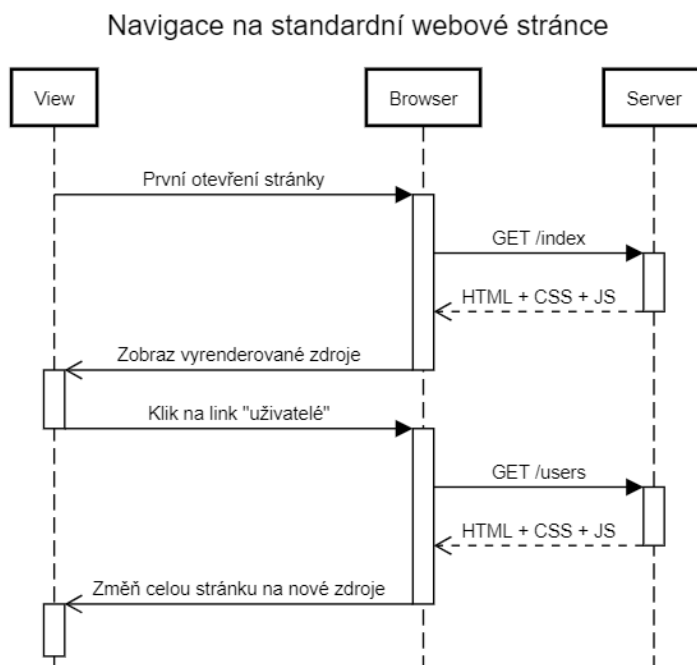 Navigace na standardní webové stránce
View Browser Server
První otevření stránky
GET /index
HTML + CSS + JS
Zobraz vyrenderované zdroje
Klik na link "uživatelé"
GET /users
HTML + CSS + JS
Změň celou stránku na nové zdroje